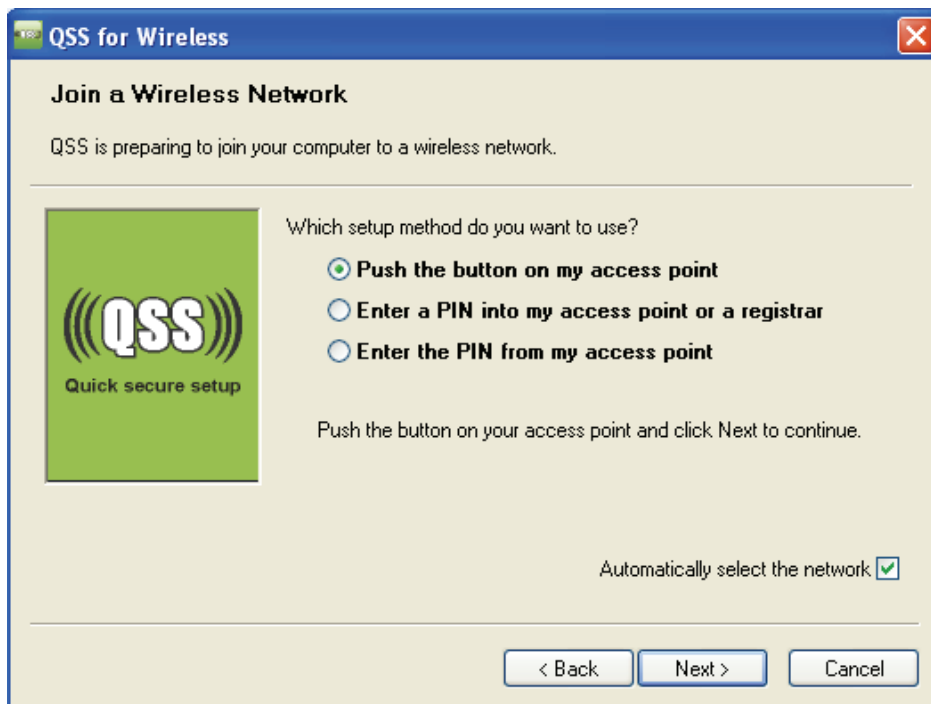 QSS for Wireless
Join a Wireless Network
QSS is preparing to join your computer to a wireless network.
Which setup method do you want to use?
Push the button on my access point
Enter a PIN into my access point or a registrar
Enter the PIN from my access point
(((QSS)))
Quick secure setup
Push the button on your access point and click Next to continue.
Automatically select the network
< Back
Next >
Cancel